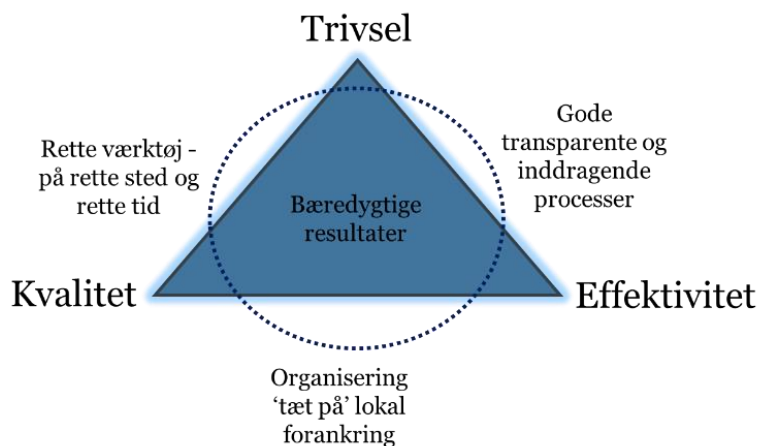 Trivsel
Rette værktøj -
på rette sted og
rette tid
Gode
transparente og
inddragende
processer
Bæredygtige
resultater
Kvalitet
Effektivitet
Organisering
‘tæt på’ lokal
forankring